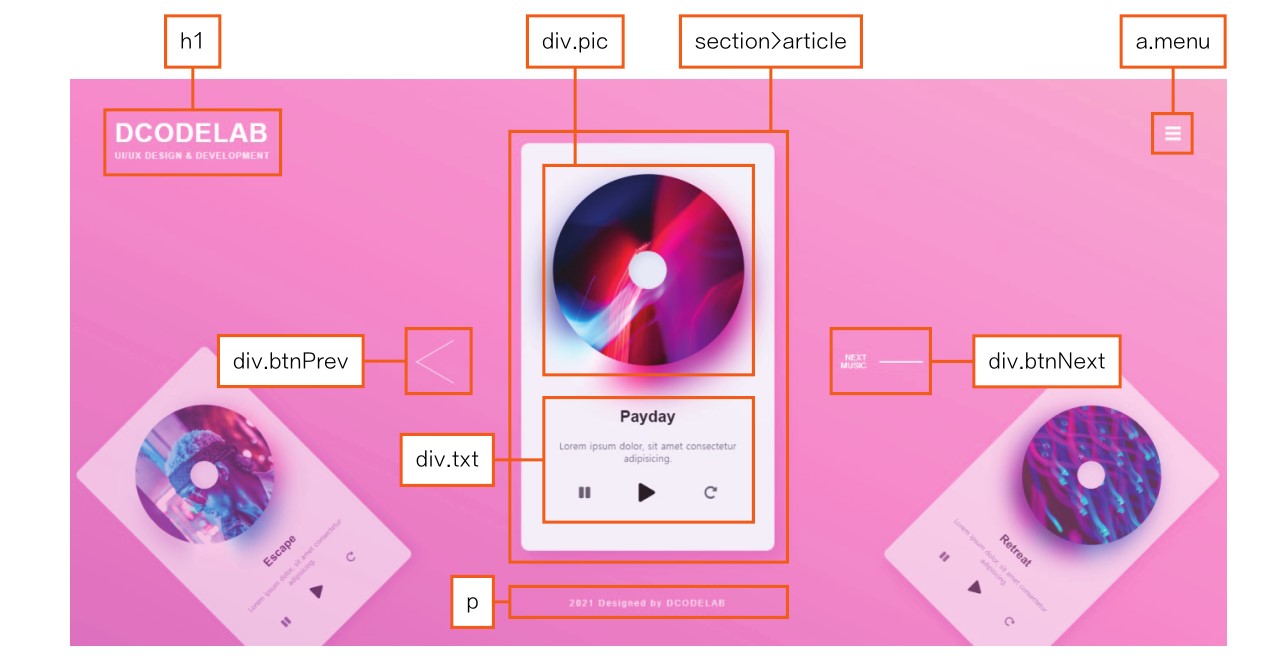 h1
div.pic
section>article
a.menu
DCODELAB
UI/UX DESIGN & DEVELOPMENT
div.btnPrev
NEXT
MUSIC
div.btnNext
Payday
Lorem ipsum dolor, sit amet consectetur
adipisicing.
div.txt
Escape
Lorem ipsum dolor, sit amet consectetur
adipisicing.
Retreat
Lorem ipsum dolor, sit amet consectetur
adipisicing.
p
2021 Designed by DCODELAB